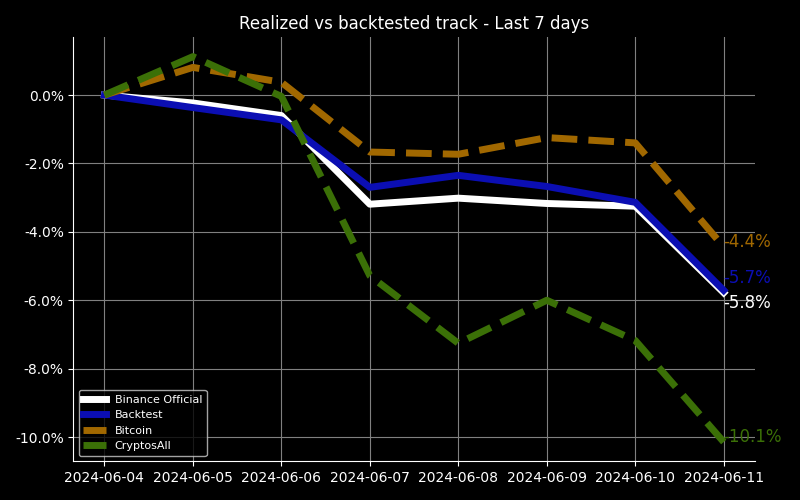 Realized vs backtested track - Last 7 days
0.0%
-2.0%
-4.0%
-6.0%
-8.0%
-10.0%
-4.4%
-5.7%
-5.8%
-10.1%
Binance Official
Backtest
Bitcoin
CryptosAll
2024-06-04 2024-06-05 2024-06-06 2024-06-07 2024-06-08 2024-06-09 2024-06-10 2024-06-11